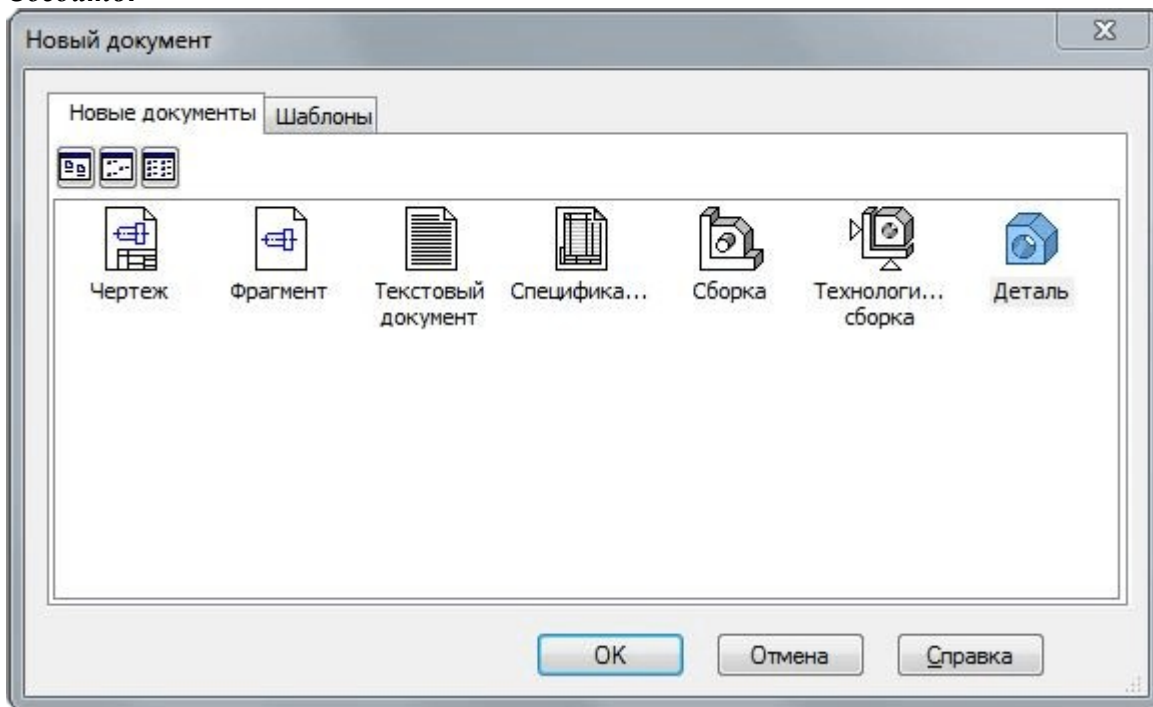 Новый документ
Новые документы Шаблоны
Чертеж Фрагмент Текстовый документ Специфика... Сборка Технологи... сборка Деталь
OK Отмена Справка